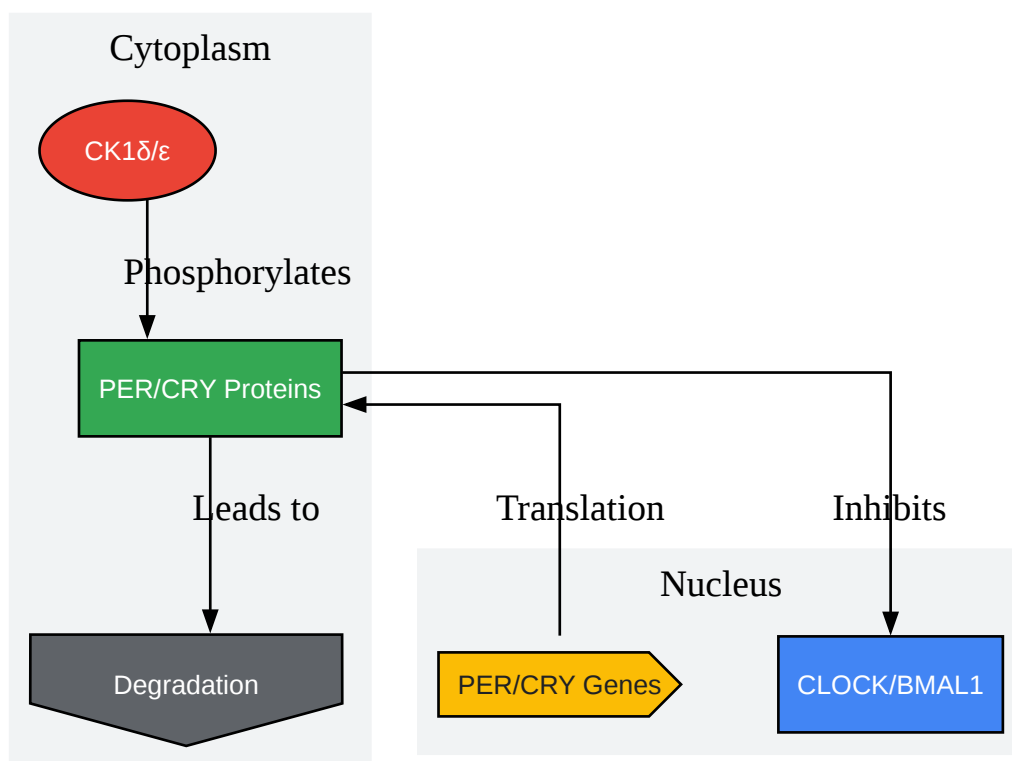 Cytoplasm
CK1δ/ε
Phosphorylates
PER/CRY Proteins
Leads to
Translation
Inhibits
Nucleus
Degradation
PER/CRY Genes
CLOCK/BMAL1